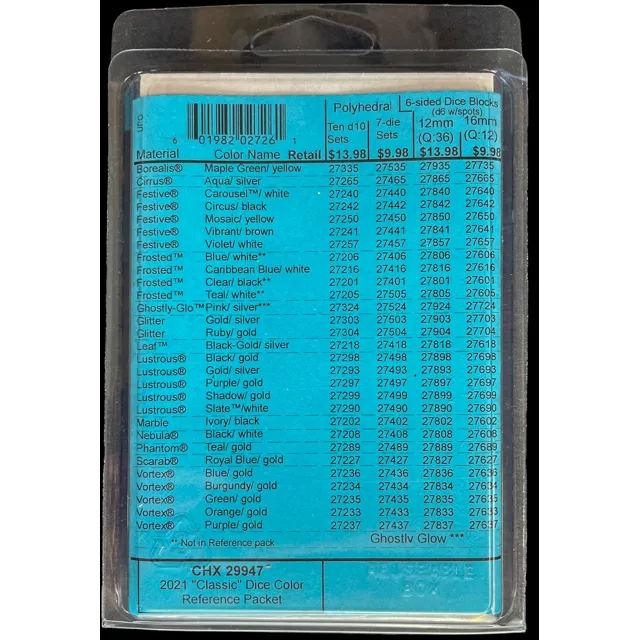 Polyhedral 6-sided Dice Blocks
(d6 w/spots)
6 01982 02726 1 Ten d10 7-die 12mm 16mm
Sets Sets (Q:36) (Q:12)
Material Color Name Retail $13.98 $9.98 $13.98 $9.98
Borealis® Maple Green/ yellow 27335 27535 27935 27735
Cirrus® Aqua/ silver 27265 27465 27865 27665
Festive® Carousel™/ white 27240 27440 27840 27640
Festive® Circus/ black 27242 27442 27842 27642
Festive® Mosaic/ yellow 27250 27450 27850 27650
Festive® Vibrant/ brown 27241 27441 27841 27641
Festive® Violet/ white 27257 27457 27857 27657
Frosted™ Blue/ white** 27206 27406 27806 27606
Frosted™ Caribbean Blue/ white 27216 27416 27816 27616
Frosted™ Clear/ black** 27201 27401 27801 27601
Frosted™ Teal/ white** 27205 27505 27805 27605
Ghostly-Glo™ Pink/ silver*** 27324 27524 27924 27724
Glitter Gold/ silver 27303 27503 27903 27703
Glitter Ruby/ gold 27304 27504 27904 27704
Leaf™ Black-Gold/ silver 27218 27418 27818 27618
Lustrous® Black/ gold 27298 27498 27898 27698
Lustrous® Gold/ silver 27293 27493 27893 27693
Lustrous® Purple/ gold 27297 27497 27897 27697
Lustrous® Shadow/ gold 27299 27499 27899 27699
Lustrous® Slate™/white 27290 27490 27890 27690
Marble Ivory/ black 27202 27402 27802 27602
Nebula® Black/ white 27208 27408 27808 27608
Phantom® Teal/ gold 27289 27489 27889 27689
Scarab® Royal Blue/ gold 27227 27427 27827 27627
Vortex® Blue/ gold 27236 27436 27836 27636
Vortex® Burgundy/ gold 27234 27434 27834 27634
Vortex® Green/ gold 27235 27435 27835 27635
Vortex® Orange/ gold 27233 27433 27833 27633
Vortex® Purple/ gold 27237 27437 27837 27637
** Not in Reference pack Ghostly Glow ***
CHX 29947
2021 "Classic" Dice Color
Reference Packet
REUSEABLE
BOX